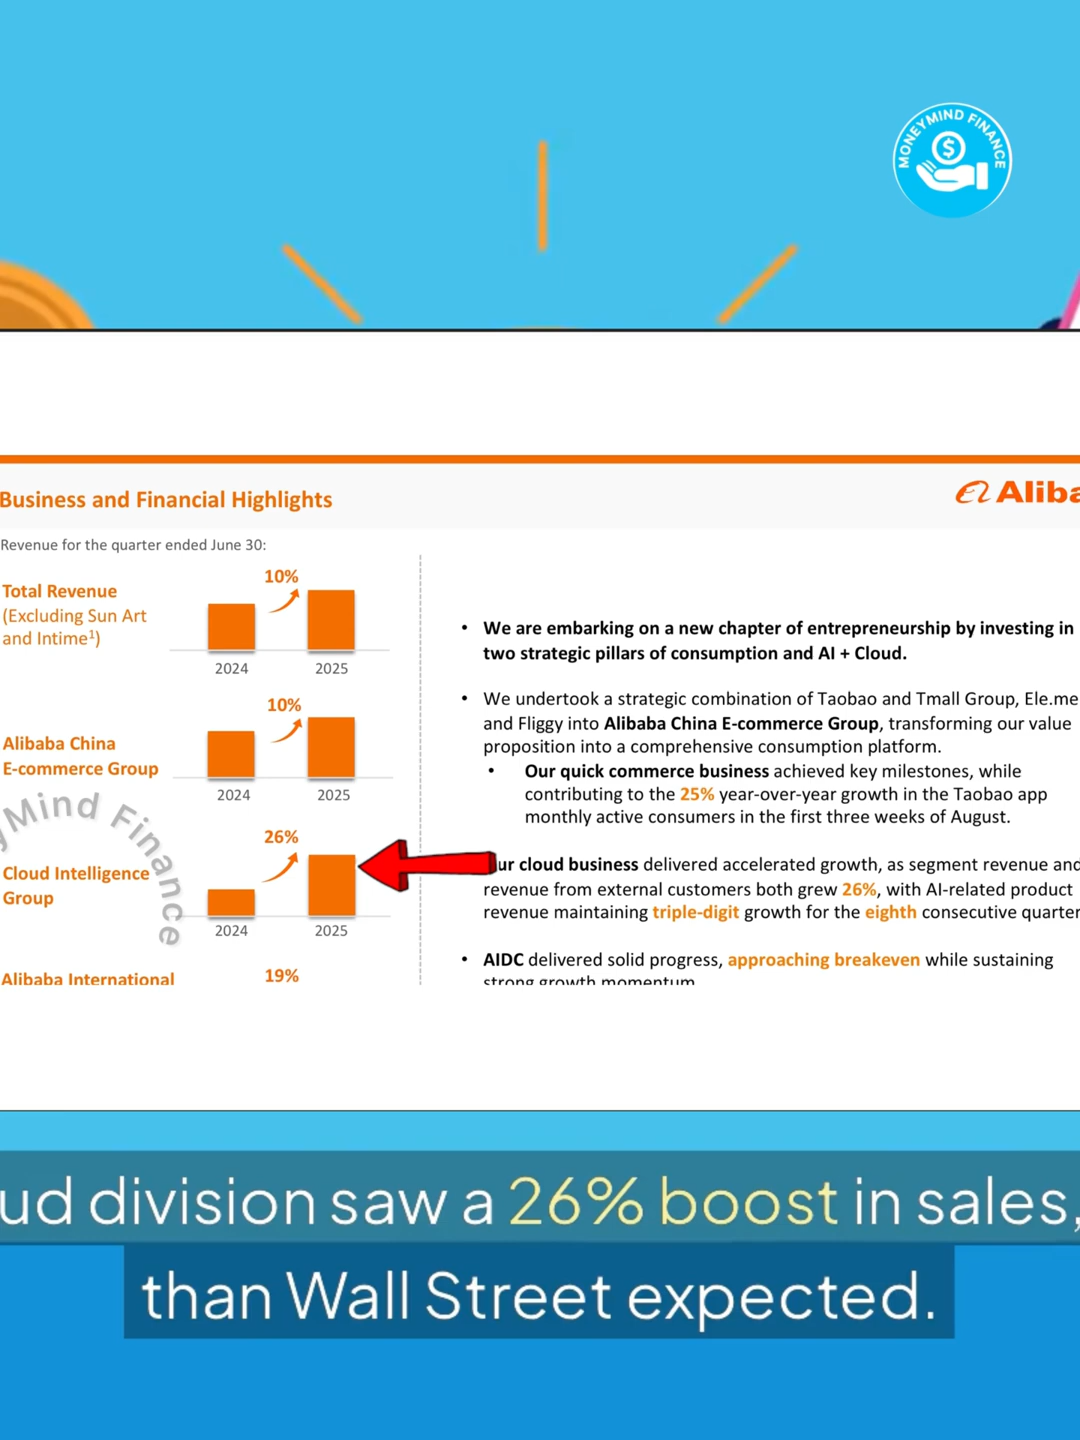 MONEYMIND FINANCE
$
Business and Financial Highlights
Aliba
Revenue for the quarter ended June 30:
Total Revenue
(Excluding Sun Art
and Intime1)
10%
2024 2025
Alibaba China
E-commerce Group
10%
2024 2025
Mind Finance
Cloud Intelligence
Group
26%
2024 2025
Alibaba International
19%
• We are embarking on a new chapter of entrepreneurship by investing in
two strategic pillars of consumption and AI + Cloud.
• We undertook a strategic combination of Taobao and Tmall Group, Ele.me
and Fliggy into Alibaba China E-commerce Group, transforming our value
proposition into a comprehensive consumption platform.
• Our quick commerce business achieved key milestones, while
contributing to the 25% year-over-year growth in the Taobao app
monthly active consumers in the first three weeks of August.
ur cloud business delivered accelerated growth, as segment revenue and
revenue from external customers both grew 26%, with AI-related product
revenue maintaining triple-digit growth for the eighth consecutive quarter
• AIDC delivered solid progress, approaching breakeven while sustaining
strong growth momentum
ud division saw a 26% boost in sales,
than Wall Street expected.